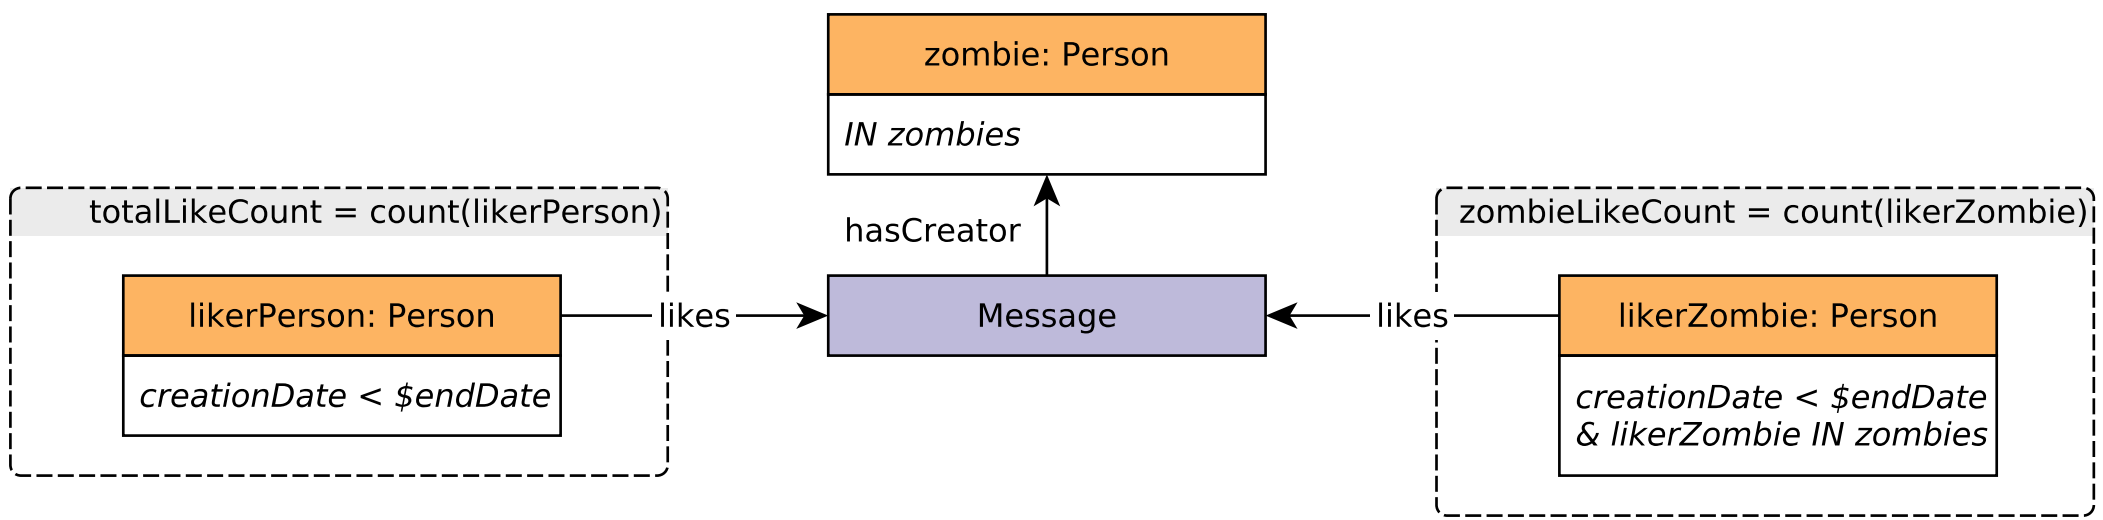 zombie: Person
IN zombies
totalLikeCount = count(likerPerson)
zombieLikeCount = count(likerZombie)
hasCreator
likerPerson: Person
likes
Message
likes
likerZombie: Person
creationDate < $endDate
creationDate < $endDate
& likerZombie IN zombies